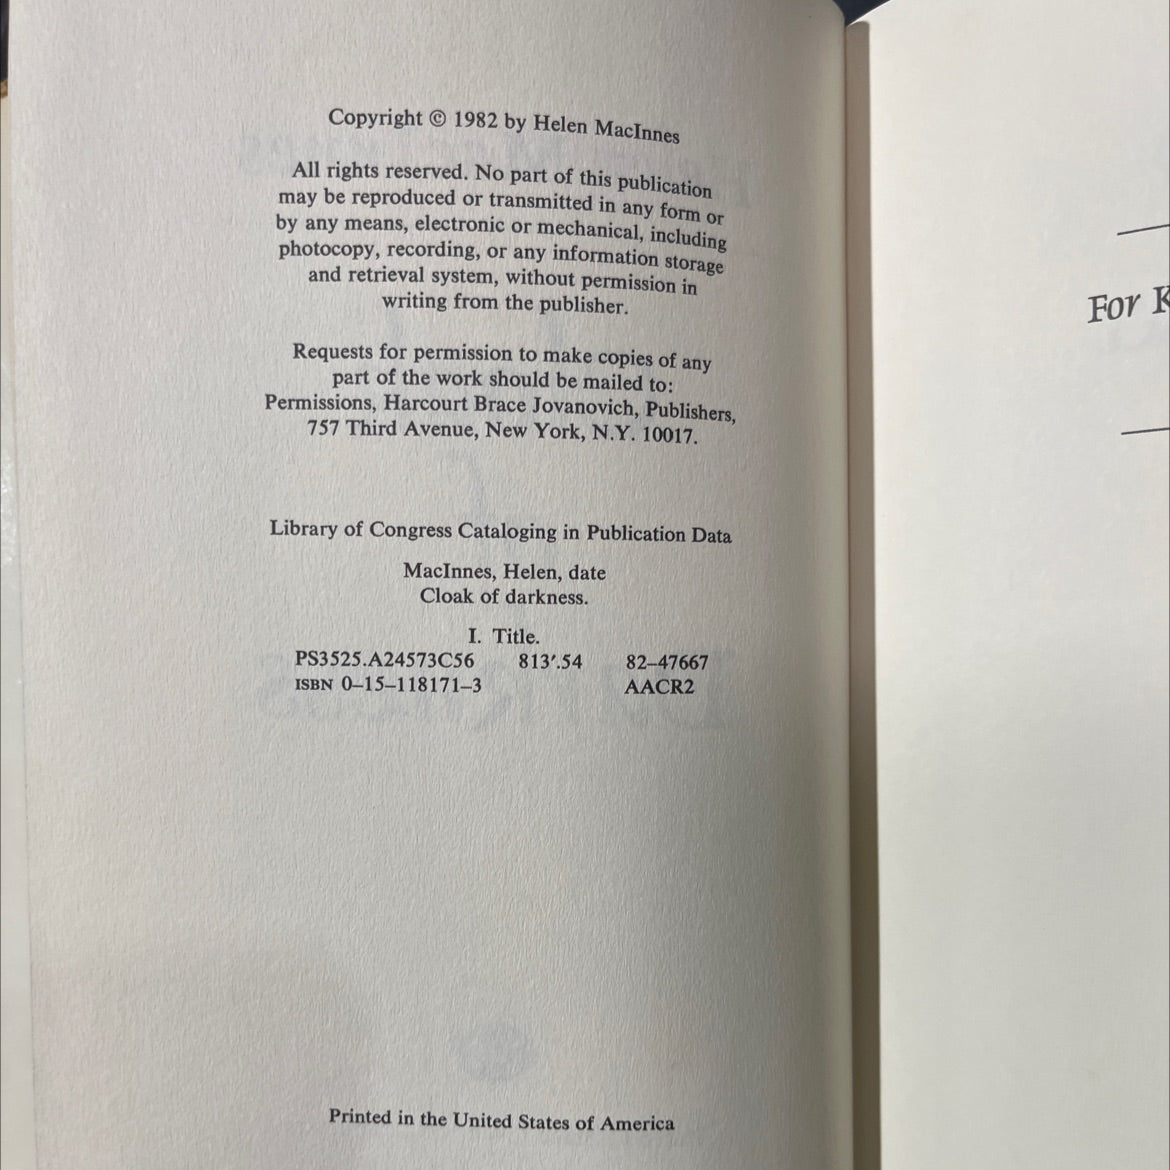 Copyright © 1982 by Helen MacInnes
All rights reserved. No part of this publication
may be reproduced or transmitted in any form or
by any means, electronic or mechanical, including
photocopy, recording, or any information storage
and retrieval system, without permission in
writing from the publisher.
Requests for permission to make copies of any
part of the work should be mailed to:
Permissions, Harcourt Brace Jovanovich, Publishers,
757 Third Avenue, New York, N.Y. 10017.
Library of Congress Cataloging in Publication Data
MacInnes, Helen, date
Cloak of darkness.
I. Title.
PS3525.A24573C56 813′.54 82–47667
ISBN 0–15–118171–3 AACR2
Printed in the United States of America
For